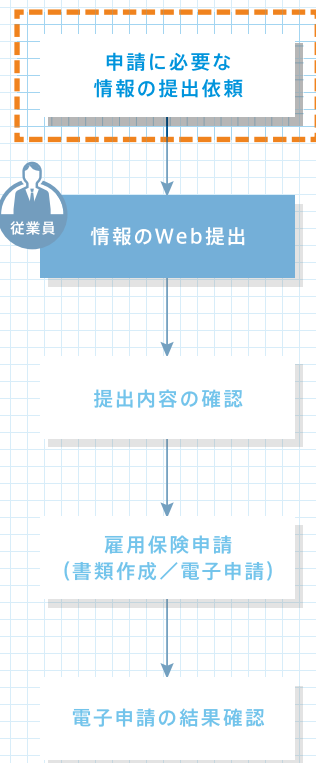 申請に必要な
情報の提出依頼
従業員
情報のWeb提出
提出内容の確認
雇用保険申請
(書類作成／電子申請)
電子申請の結果確認